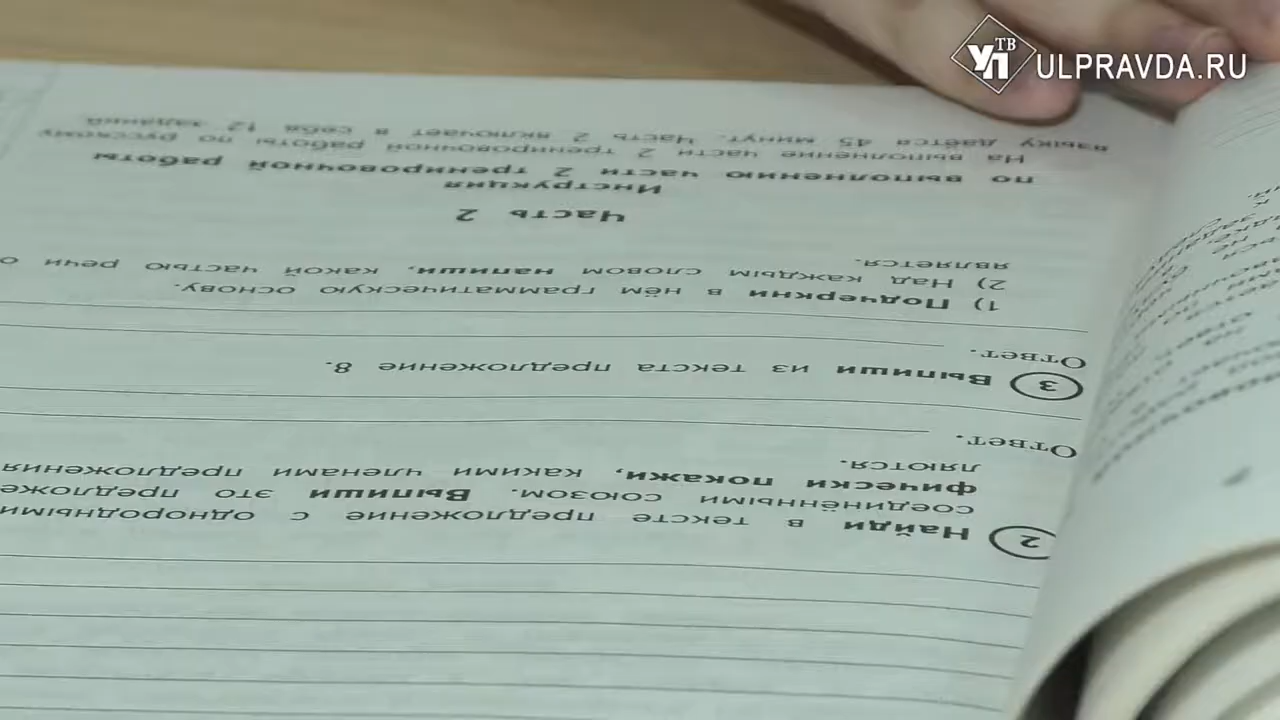 УП ТВ ULPRAVDA.RU
2 Найди в тексте предложение с однородными
соединёнными союзом. Выпиши это предложе
фически покажи, какими членами предложения
ляются.
Ответ.
3 Выпиши из текста предложение 8.
Ответ.
1) Подчеркни в нём грамматическую основу.
2) Над каждым словом напиши, какой частью речи о
является.
Часть 2
Инструкция
по выполнению части 2 тренировочной работы
На выполнение части 2 тренировочной работы по русскому
языку даётся 45 минут. Часть 2 включает в себя 12 заданий.